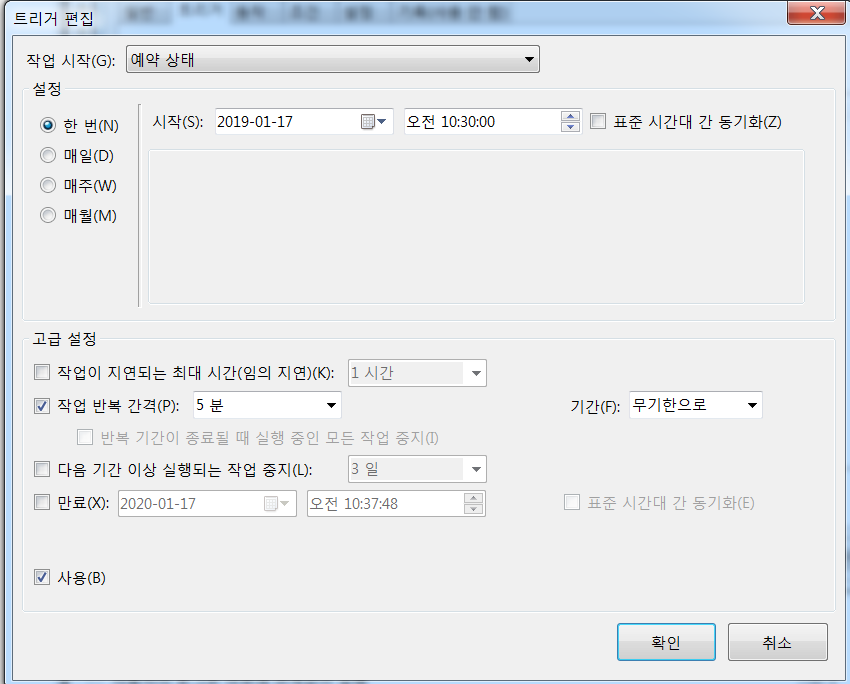 트리거 편집
작업 시작(G): 예약 상태
설정
한 번(N) 시작(S): 2019-01-17 오전 10:30:00 표준 시간대 간 동기화(Z)
매일(D)
매주(W)
매월(M)
고급 설정
작업이 지연되는 최대 시간(임의 지연)(K): 1 시간
작업 반복 간격(P): 5 분 기간(F): 무기한으로
반복 기간이 종료될 때 실행 중인 모든 작업 중지(I)
다음 기간 이상 실행되는 작업 중지(L): 3 일
만료(X): 2020-01-17 오전 10:37:48 표준 시간대 간 동기화(E)
사용(B)
확인 취소